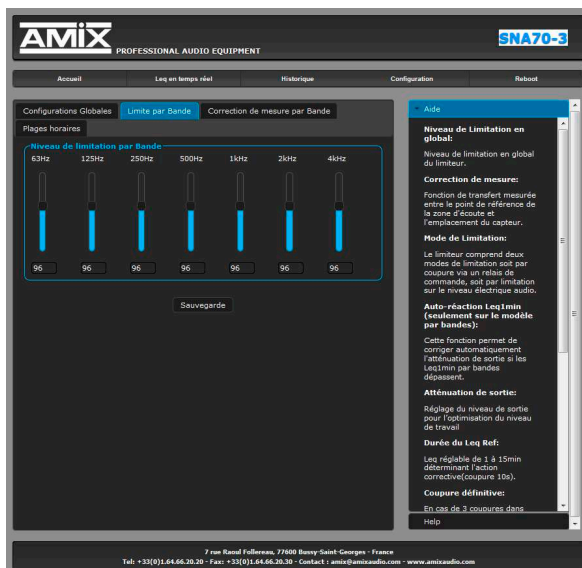 AMIX
PROFESSIONAL AUDIO EQUIPMENT
SNA70-3
Accueil
Leq en temps réel
Historique
Configuration
Reboot
Configurations Globales
Limite par Bande
Correction de mesure par Bande
Plages horaires
Niveau de limitation par Bande
63Hz 125Hz 250Hz 500Hz 1kHz 2kHz 4kHz
96 96 96 96 96 96 96
Sauvegarde
Aide
Niveau de Limitation en
global:
Niveau de limitation en global
du limiteur.
Correction de mesure:
Fonction de transfert mesurée
entre le point de référence de
la zone d'écoute et
l'emplacement du capteur.
Mode de Limitation:
Le limiteur comprend deux
modes de limitation soit par
coupure via un relais de
commande, soit par limitation
sur le niveau électrique audio.
Auto-réaction Leq1min
(seulement sur le modèle
par bandes):
Cette fonction permet de
corriger automatiquement
l'atténuation de sortie si les
Leq1min par bandes
dépassent.
Atténuation de sortie:
Réglage du niveau de sortie
pour l'optimisation du niveau
de travail
Durée du Leq Ref:
Leq réglable de 1 à 15min
déterminant l'action
corrective(coupure 10s).
Coupure définitive:
En cas de 3 coupures dans
Help
7 rue Raoul Follereau, 77600 Bussy-Saint-Georges - France
Tel: +33(0)1.64.66.20.20 - Fax: +33(0)1.64.66.20.30 - Contact : amix@amixaudio.com - www.amixaudio.com